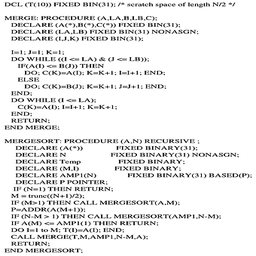 DCL (T(10)) FIXED BIN(31); /* scratch space of length N/2 */
MERGE: PROCEDURE (A,LA,B,LB,C);
DECLARE (A(*),B(*),C(*)) FIXED BIN(31);
DECLARE (LA,LB) FIXED BIN(31) NONASGN;
DECLARE (I,J,K) FIXED BIN(31);
I=1; J=1; K=1;
DO WHILE ((I <= LA) & (J <= LB));
IF(A(I) <= B(J)) THEN
DO; C(K)=A(I); K=K+1; I=I+1; END;
ELSE
DO; C(K)=B(J); K=K+1; J=J+1; END;
END;
DO WHILE (I <= LA);
C(K)=A(I); I=I+1; K=K+1;
END;
RETURN;
END MERGE;
MERGESORT: PROCEDURE (A,N) RECURSIVE ;
DECLARE (A(*)) FIXED BINARY(31);
DECLARE N FIXED BINARY(31) NONASGN;
DECLARE Temp FIXED BINARY(31);
DECLARE (M,I) FIXED BINARY(31);
DECLARE AMP1(N) FIXED BINARY(31) BASED(P);
DECLARE P POINTER;
IF (N=1) THEN RETURN;
M = trunc((N+1)/2);
IF (M>1) THEN CALL MERGESORT(A,M);
P=ADDR(A(M+1));
IF (N-M > 1) THEN CALL MERGESORT(AMP1,N-M);
IF A(M) <= AMP1(1) THEN RETURN;
DO I=1 to M; T(I)=A(I); END;
CALL MERGE(T,M,AMP1,N-M,A);
RETURN;
END MERGESORT;